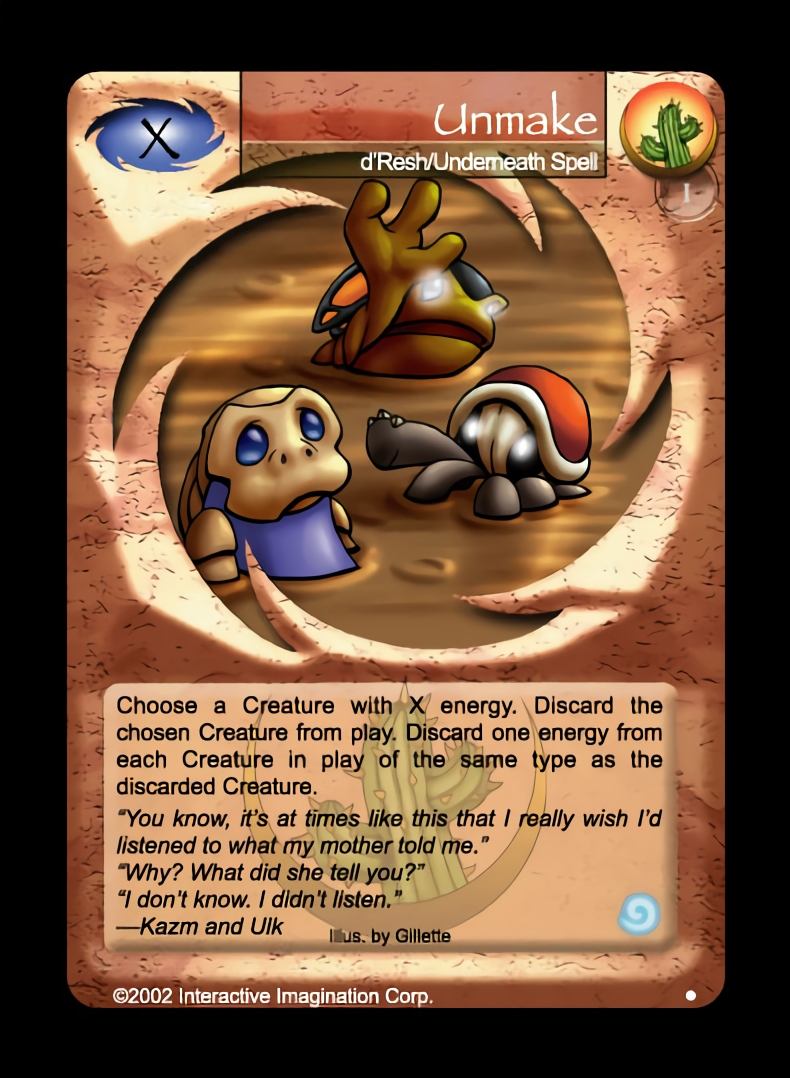 X
Unmake
d'Resh/Underneath Spell
I
Choose a Creature with X energy. Discard the
chosen Creature from play. Discard one energy from
each Creature in play of the same type as the
discarded Creature.
"You know, it's at times like this that I really wish I'd
listened to what my mother told me."
"Why? What did she tell you?"
"I don't know. I didn't listen."
—Kazm and Ulk
Illus. by Gillette
©2002 Interactive Imagination Corp.